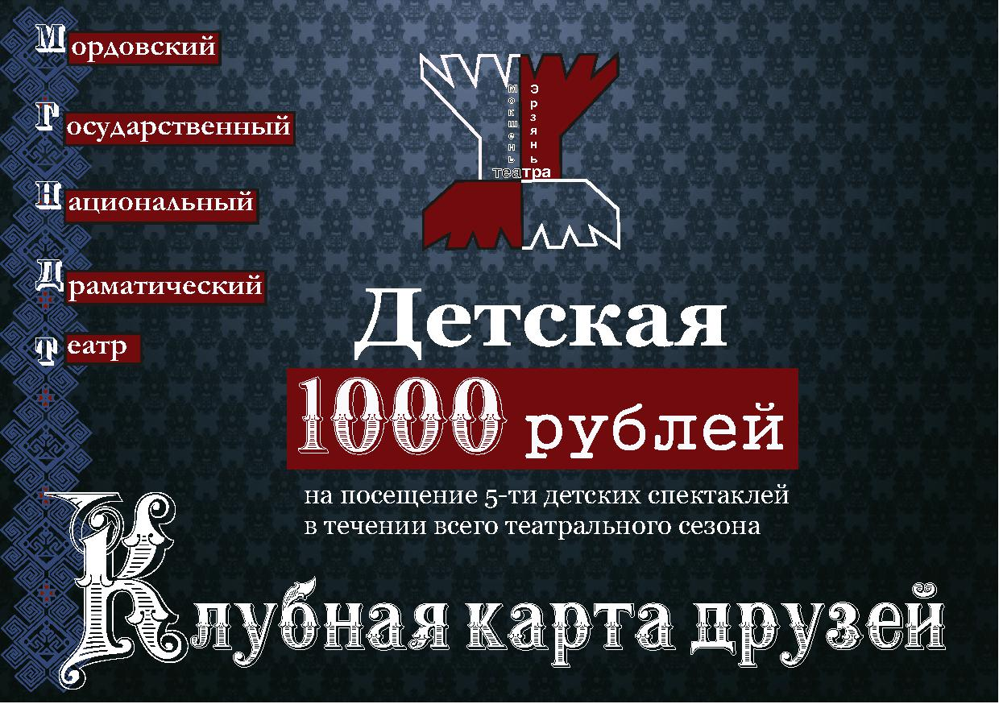 Мордовский
Государственный
Национальный
Драматический
Театр
Мокшень
Эрзянь
театра
Детская
1000 рублей
на посещение 5-ти детских спектаклей
в течении всего театрального сезона
Клубная карта друзей